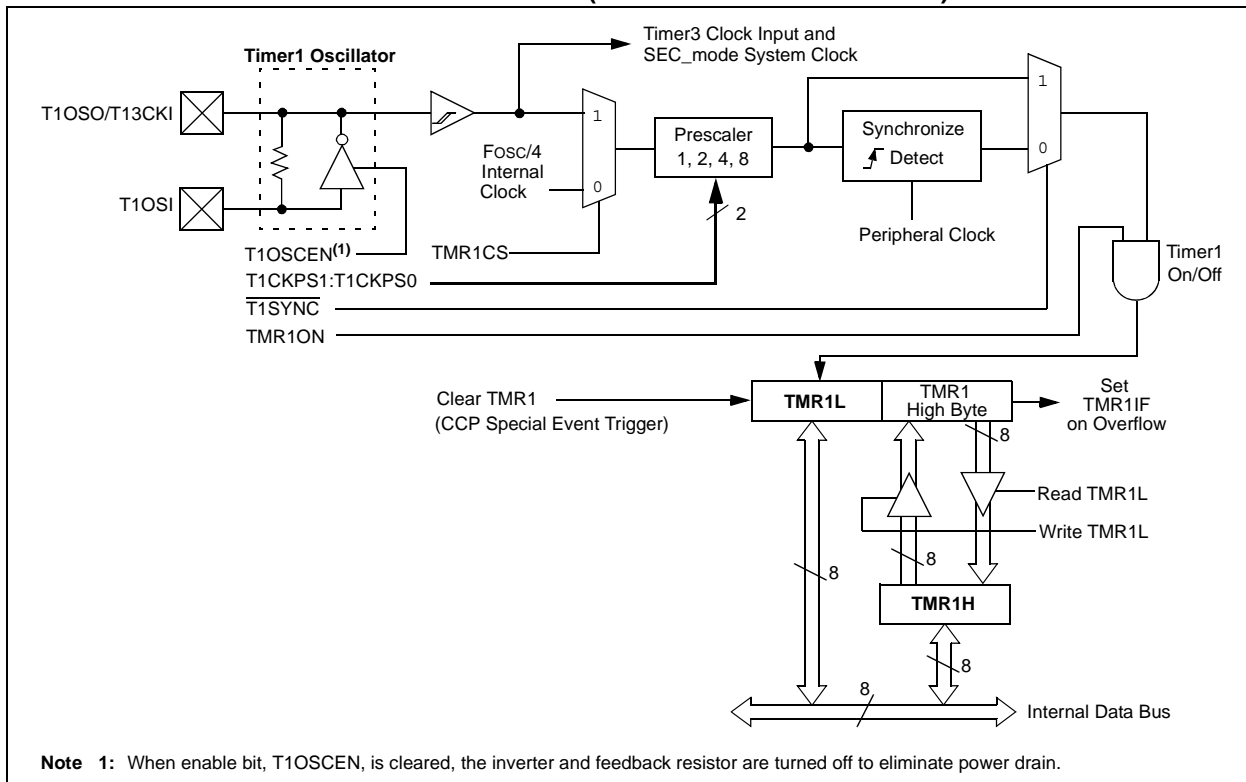 Timer3 Clock Input and
SEC_mode System Clock
Timer1 Oscillator
T1OSO/T13CKI
1
1
FOSC/4
Internal
Clock
Prescaler
1, 2, 4, 8
Synchronize
Detect
0
0
T1OSI
2
Peripheral Clock
T1OSCEN(1)
TMR1CS
T1CKPS1:T1CKPS0
T1SYNC
TMR1ON
Timer1
On/Off
Clear TMR1
(CCP Special Event Trigger)
TMR1L
TMR1
High Byte
Set
TMR1IF
on Overflow
8
Read TMR1L
Write TMR1L
8
8
TMR1H
8
8
Internal Data Bus
Note 1: When enable bit, T1OSCEN, is cleared, the inverter and feedback resistor are turned off to eliminate power drain.